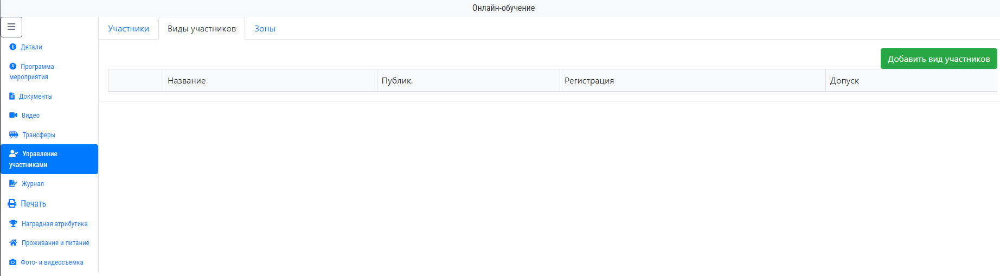 Онлайн-обучение
Участники
Виды участников
Зоны
Детали
Программа
мероприятия
Документы
Видео
Трансферы
Управление
участниками
Журнал
Печать
Наградная атрибутика
Проживание и питание
Фото- и видеосъемка
Добавить вид участников
Название
Публик.
Регистрация
Допуск